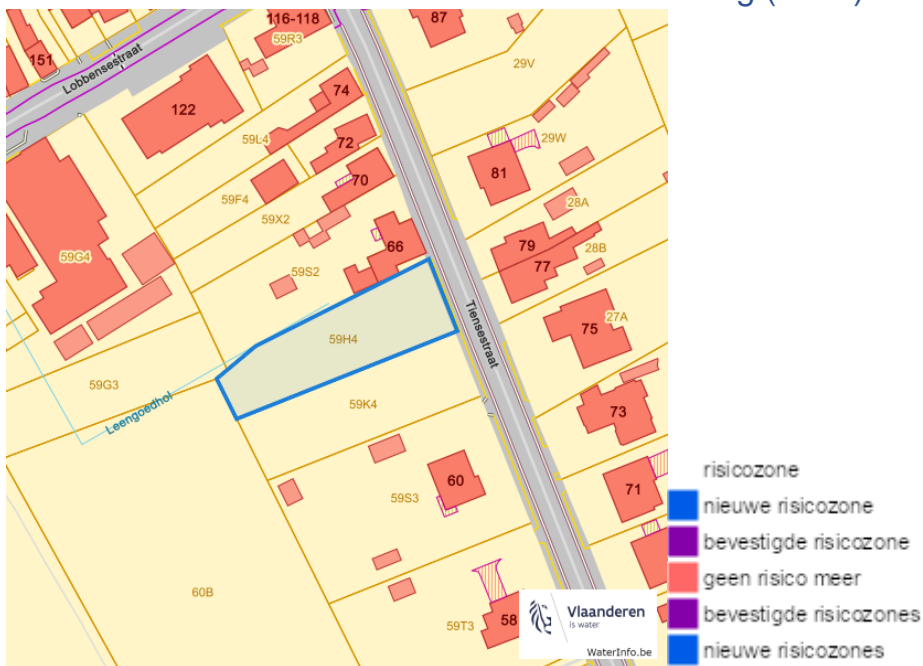 116-118
87
59R3
151
Lobbensestraat
29V
74
122
59L4
72
29W
81
70
59F4
28A
59X2
79
66
28B
59G4
77
59S2
27A
Tiensestraat
75
59H4
59G3
59K4
Leengoedhol
73
60
71
59S3
60B
59T3
58
Vlaanderen
is water
WaterInfo.be
risicozone
nieuwe risicozone
bevestigde risicozone
geen risico meer
bevestigde risicozones
nieuwe risicozones